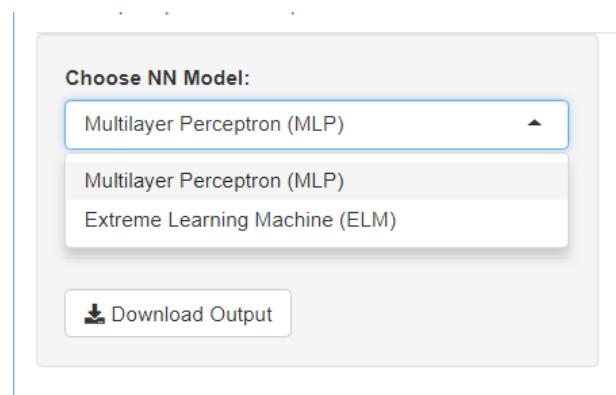 Choose NN Model:
Multilayer Perceptron (MLP)
Multilayer Perceptron (MLP)
Extreme Learning Machine (ELM)
Download Output